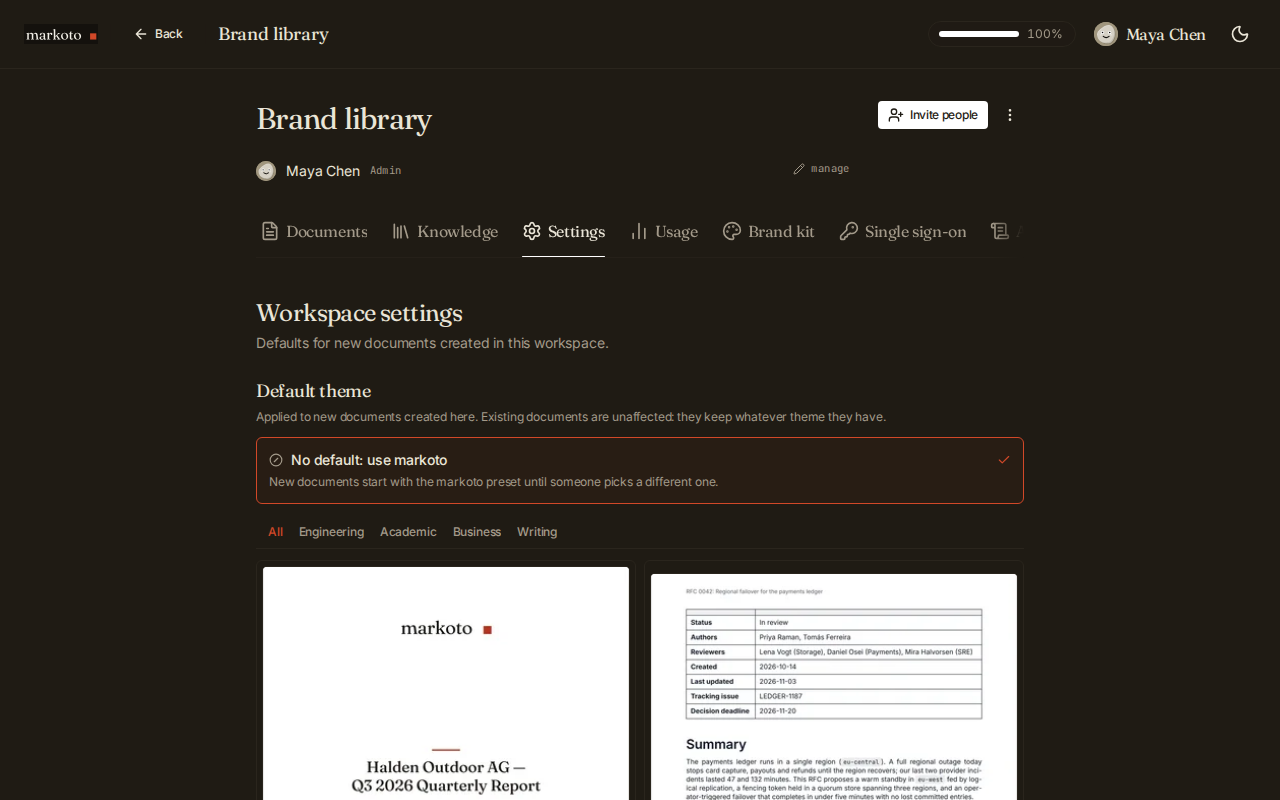 markoto
Back
Brand library
100%
Maya Chen
Brand library
Invite people
Maya Chen Admin
manage
Documents
Knowledge
Settings
Usage
Brand kit
Single sign-on
Workspace settings
Defaults for new documents created in this workspace.
Default theme
Applied to new documents created here. Existing documents are unaffected: they keep whatever theme they have.
No default: use markoto
New documents start with the markoto preset until someone picks a different one.
All Engineering Academic Business Writing
markoto
Halden Outdoor AG —
Q3 2026 Quarterly Report
RFC 0042: Regional failover for the payments ledger
Status In review
Authors Priya Raman, Tomás Ferreira
Reviewers Lena Vogt (Storage), Daniel Osei (Payments), Mira Halvorsen (SRE)
Created 2026-10-14
Last updated 2026-11-03
Tracking issue LEDGER-1187
Decision deadline 2026-11-20
Summary
The payments ledger runs in a single region (eu-central). A full regional outage today
stops card capture, payouts and refunds until the region recovers; our last two provider inci-
dents lasted 47 and 132 minutes. This RFC proposes a warm standby in eu-west fed by log-
ical replication, a fencing token held in a quorum store spanning three regions, and an oper-
ator-triggered failover that completes in under five minutes with no lost committed entries.